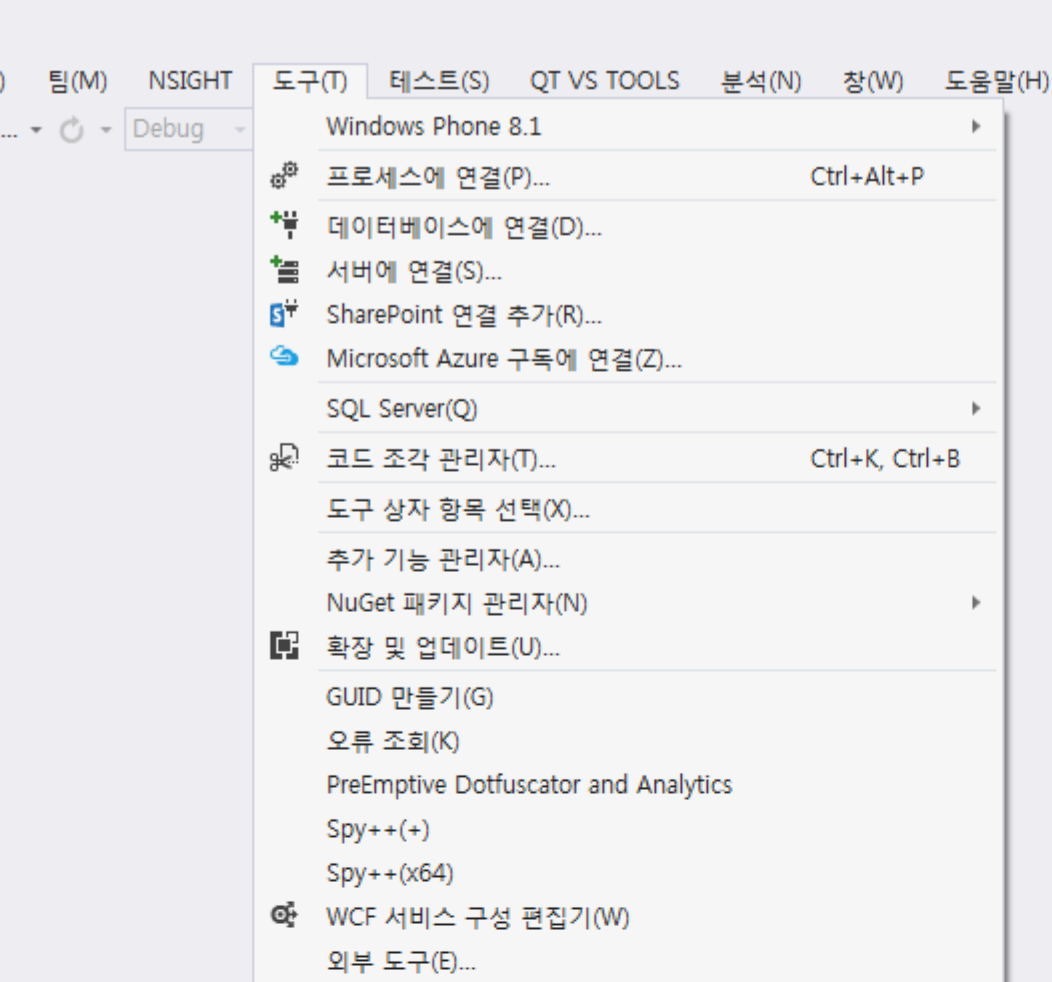 ) 팀(M) NSIGHT 도구(T) 테스트(S) QT VS TOOLS 분석(N) 창(W) 도움말(H)
... Debug
Windows Phone 8.1
프로세스에 연결(P)... Ctrl+Alt+P
데이터베이스에 연결(D)...
서버에 연결(S)...
SharePoint 연결 추가(R)...
Microsoft Azure 구독에 연결(Z)...
SQL Server(Q)
코드 조각 관리자(T)... Ctrl+K, Ctrl+B
도구 상자 항목 선택(X)...
추가 기능 관리자(A)...
NuGet 패키지 관리자(N)
확장 및 업데이트(U)...
GUID 만들기(G)
오류 조회(K)
PreEmptive Dotfuscator and Analytics
Spy++(+)
Spy++(x64)
WCF 서비스 구성 편집기(W)
외부 도구(E)...